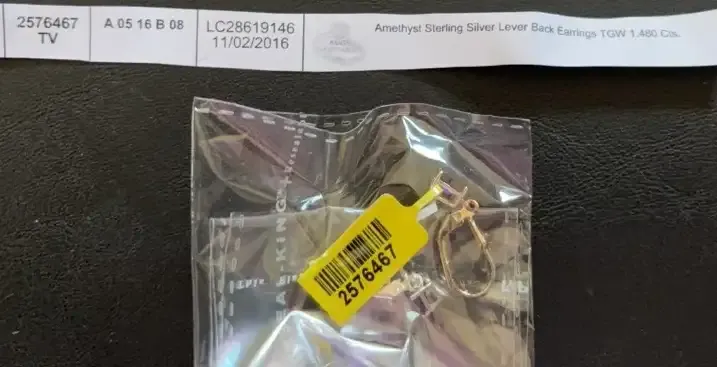 2576467
TV
A 05 16 B 08
LC28619146
11/02/2016
Amethyst Sterling Silver Lever Back Earrings TGW 1.480 Cts.
2576467